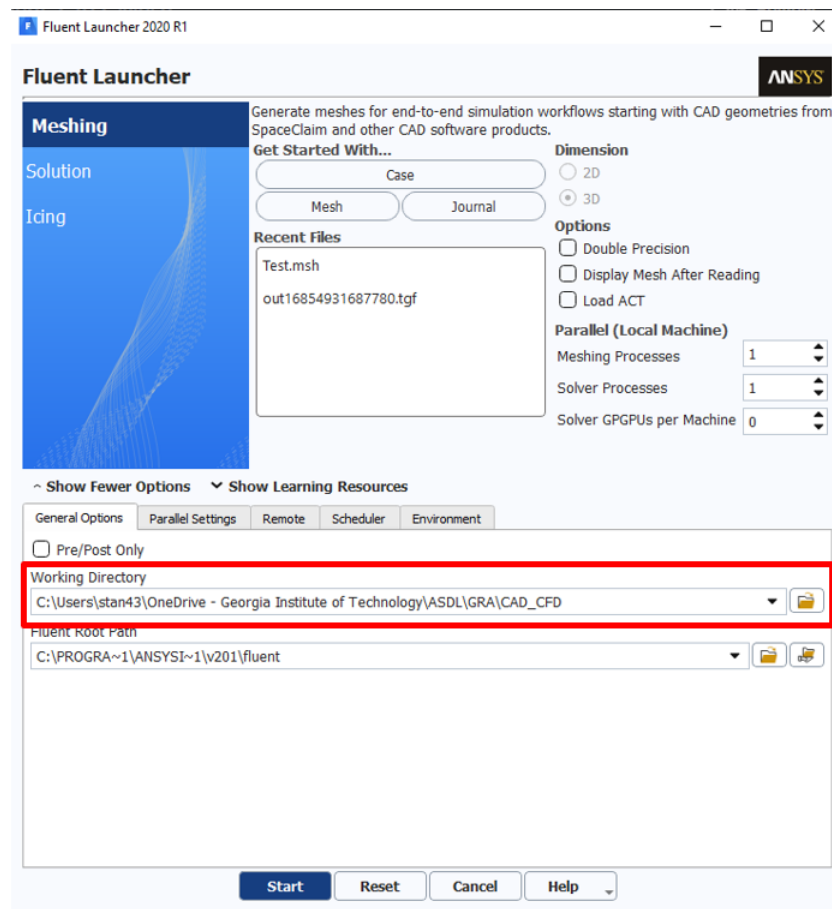 Fluent Launcher 2020 R1
Fluent Launcher
ANSYS
Meshing
Solution
Icing
Generate meshes for end-to-end simulation workflows starting with CAD geometries from
SpaceClaim and other CAD software products.
Get Started With...
Case
Mesh Journal
Recent Files
Test.msh
out16854931687780.tgf
Dimension
2D
3D
Options
Double Precision
Display Mesh After Reading
Load ACT
Parallel (Local Machine)
Meshing Processes 1
Solver Processes 1
Solver GPGPUs per Machine 0
Show Fewer Options Show Learning Resources
General Options Parallel Settings Remote Scheduler Environment
Pre/Post Only
Working Directory
C:\Users\stan43\OneDrive - Georgia Institute of Technology\ASDL\GRA\CAD_CFD
Fluent Root Path
C:\PROGRA~1\ANSYSI~1\v201\fluent
Start Reset Cancel Help